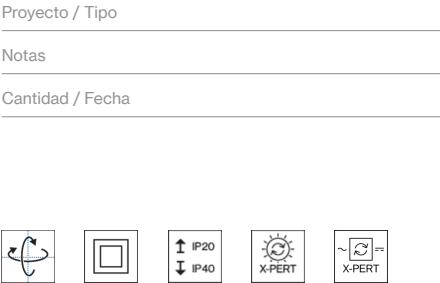 Proyecto / Tipo
Notas
Cantidad / Fecha
IP20
IP40
X-PERT
X-PERT